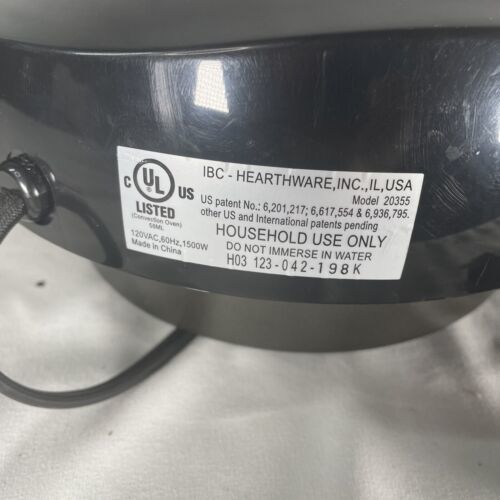 C UL US
LISTED
(Convection Oven)
59ML
120VAC,60Hz,1500W
Made in China
IBC - HEARTHWARE,INC.,IL,USA
Model 20355
US patent No.: 6,201,217; 6,617,554 & 6,936,795.
other US and International patents pending
HOUSEHOLD USE ONLY
DO NOT IMMERSE IN WATER
H03 123-042-198K